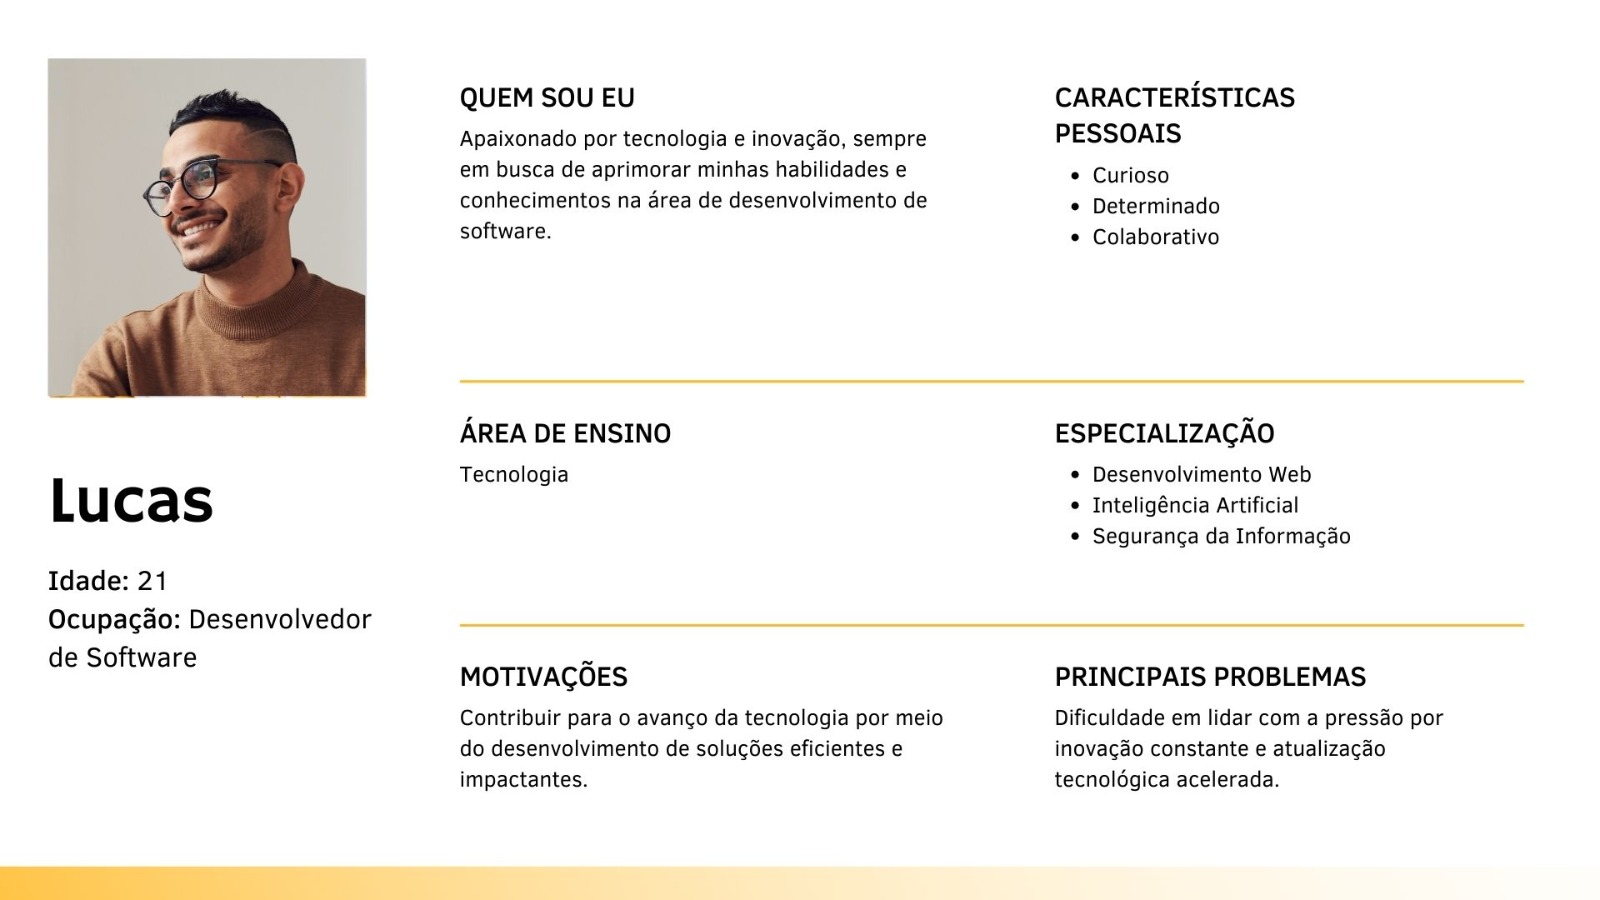 Lucas
Idade: 21
Ocupação: Desenvolvedor
de Software
QUEM SOU EU
Apaixonado por tecnologia e inovação, sempre
em busca de aprimorar minhas habilidades e
conhecimentos na área de desenvolvimento de
software.
CARACTERÍSTICAS
PESSOAIS
• Curioso
• Determinado
• Colaborativo
ÁREA DE ENSINO
Tecnologia
ESPECIALIZAÇÃO
• Desenvolvimento Web
• Inteligência Artificial
• Segurança da Informação
MOTIVAÇÕES
Contribuir para o avanço da tecnologia por meio
do desenvolvimento de soluções eficientes e
impactantes.
PRINCIPAIS PROBLEMAS
Dificuldade em lidar com a pressão por
inovação constante e atualização
tecnológica acelerada.